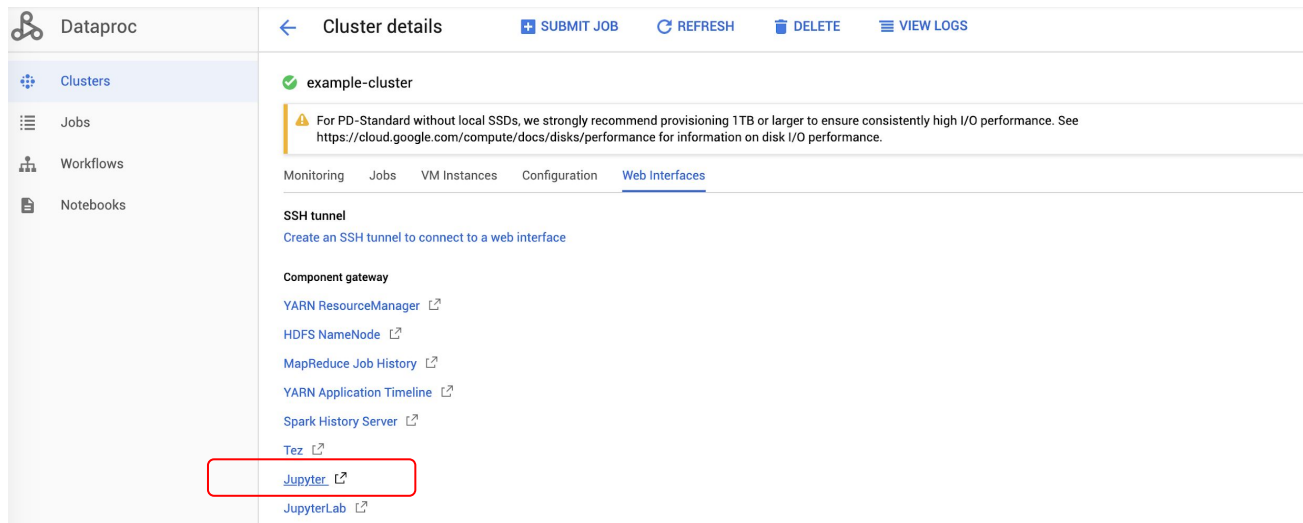 Dataproc
Cluster details
SUBMIT JOB
REFRESH
DELETE
VIEW LOGS
Clusters
Jobs
Workflows
Notebooks
example-cluster
For PD-Standard without local SSDs, we strongly recommend provisioning 1TB or larger to ensure consistently high I/O performance. See
https://cloud.google.com/compute/docs/disks/performance for information on disk I/O performance.
Monitoring Jobs VM Instances Configuration Web Interfaces
SSH tunnel
Create an SSH tunnel to connect to a web interface
Component gateway
YARN ResourceManager
HDFS NameNode
MapReduce Job History
YARN Application Timeline
Spark History Server
Tez
Jupyter
JupyterLab